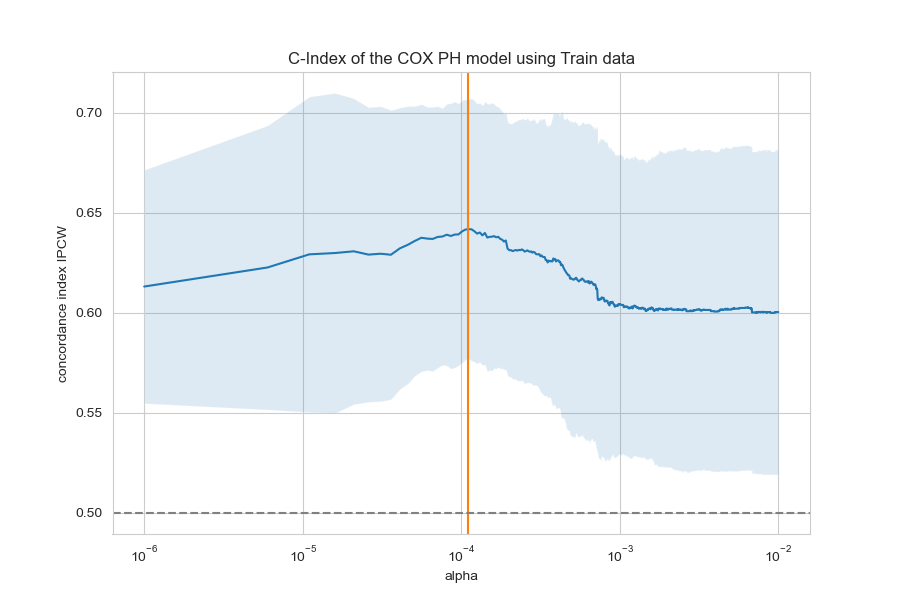 C-Index of the COX PH model using Train data
concordance index IPCW
0.70
0.65
0.60
0.55
0.50
10⁻⁶ 10⁻⁵ 10⁻⁴ 10⁻³ 10⁻²
alpha